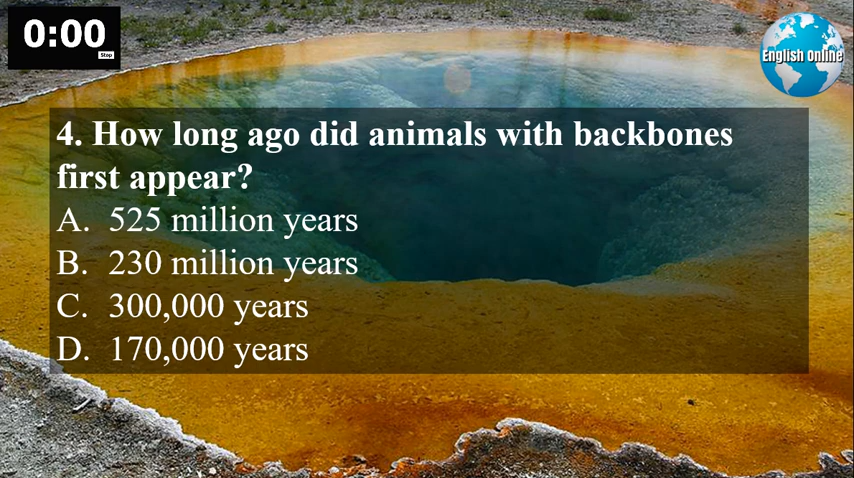 0:00
Stop
English Online
4. How long ago did animals with backbones
first appear?
A. 525 million years
B. 230 million years
C. 300,000 years
D. 170,000 years